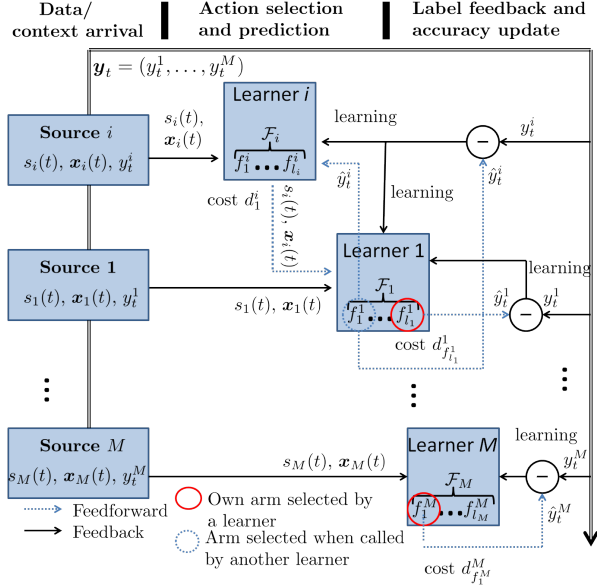 Data/ context arrival
Action selection and prediction
Label feedback and accuracy update
𝒚_t = (y_t^1, . . . , y_t^M)
Learner i
F_i
f_1^i ... f_{l_i}^i
Source i
s_i(t), 𝒙_i(t), y_t^i
s_i(t),
𝒙_i(t)
learning
y_t^i
ŷ_t^i
ŷ_t^i
cost d_1^i
s_i(t), 𝒙_i(t)
learning
Source 1
s_1(t), 𝒙_1(t), y_t^1
s_1(t), 𝒙_1(t)
Learner 1
F_1
f_1^1 ... f_{l_1}^1
learning
ŷ_t^1
y_t^1
cost d_{f_{l_1}^1}^1
Source M
s_M(t), 𝒙_M(t), y_t^M
s_M(t), 𝒙_M(t)
Learner M
F_M
f_1^M ... f_{l_M}^M
learning
y_t^M
ŷ_t^M
cost d_{f_1^M}^M
Feedforward
Feedback
Own arm selected by
a learner
Arm selected when called
by another learner